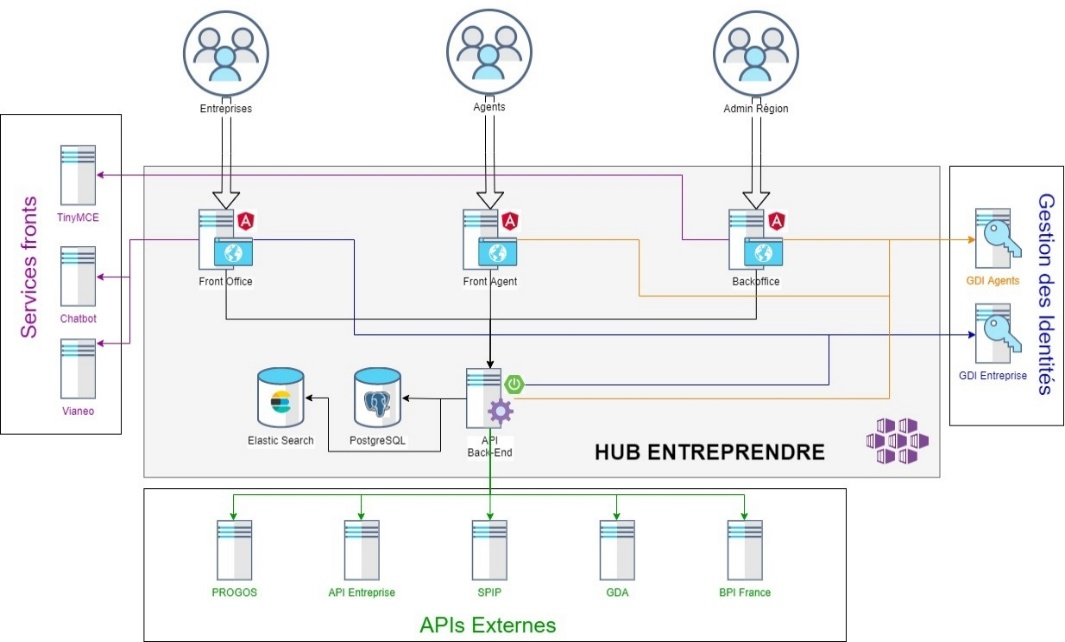 Entreprises
Agents
Admin Région
Services fronts
TinyMCE
Chatbot
Vianeo
Front Office
Front Agent
Backoffice
Gestion des Identités
GDI Agents
GDI Entreprise
Elastic Search
PostgreSQL
API
Back-End
HUB ENTREPRENDRE
PROGOS
API Entreprise
SPIP
GDA
BPI France
APIs Externes